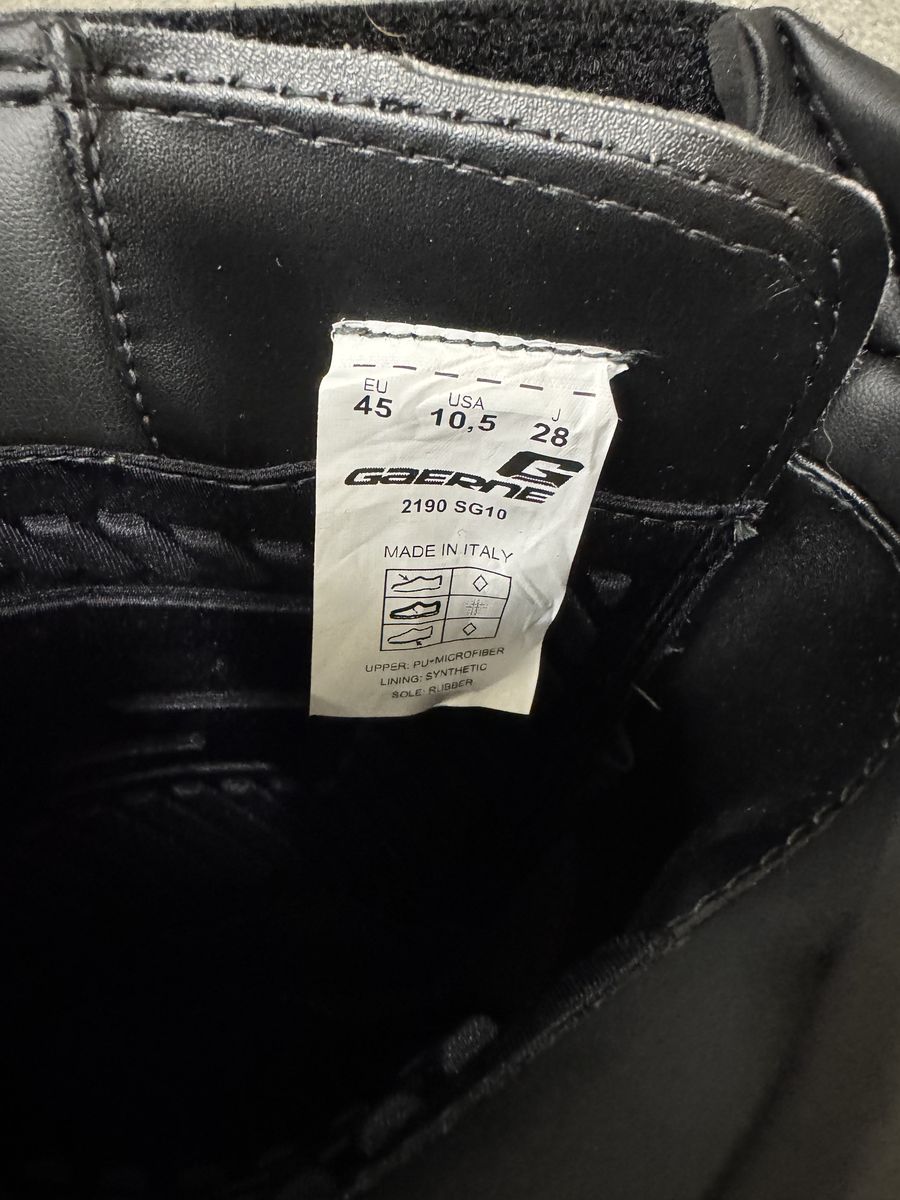 EU USA J
45 10,5 28
GAERNE
2190 SG10
MADE IN ITALY
UPPER: PU-MICROFIBER
LINING: SYNTHETIC
SOLE: RUBBER